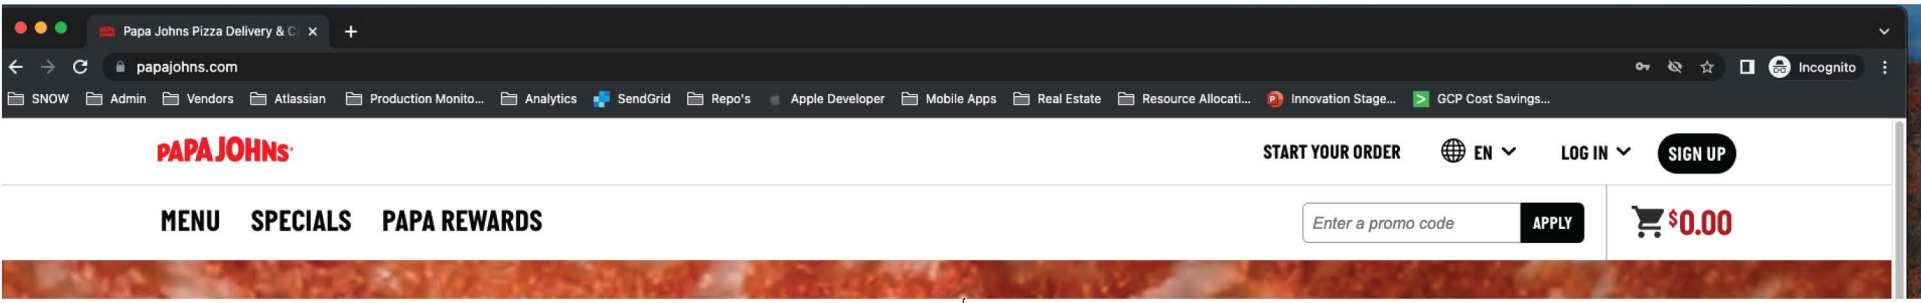 Papa Johns Pizza Delivery & C
papajohns.com
Incognito
SNOW Admin Vendors Atlassian Production Monito... Analytics SendGrid Repo's Apple Developer Mobile Apps Real Estate Resource Allocati... Innovation Stage... GCP Cost Savings...
PAPA JOHNS
START YOUR ORDER EN LOG IN SIGN UP
MENU SPECIALS PAPA REWARDS Enter a promo code APPLY $0.00